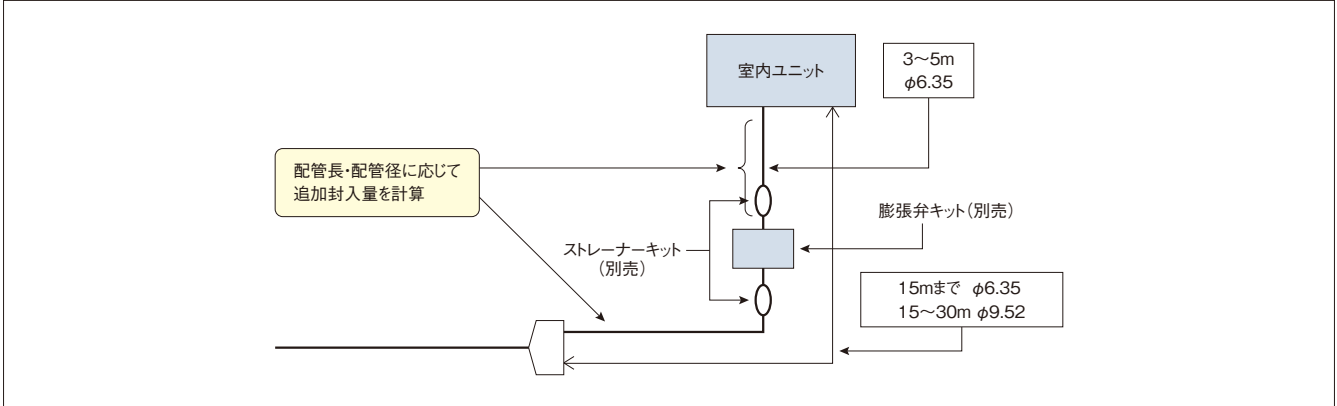 室内ユニット
3～5m
φ6.35
配管長・配管径に応じて
追加封入量を計算
膨張弁キット（別売）
ストレーナーキット
（別売）
15mまで φ6.35
15～30m φ9.52